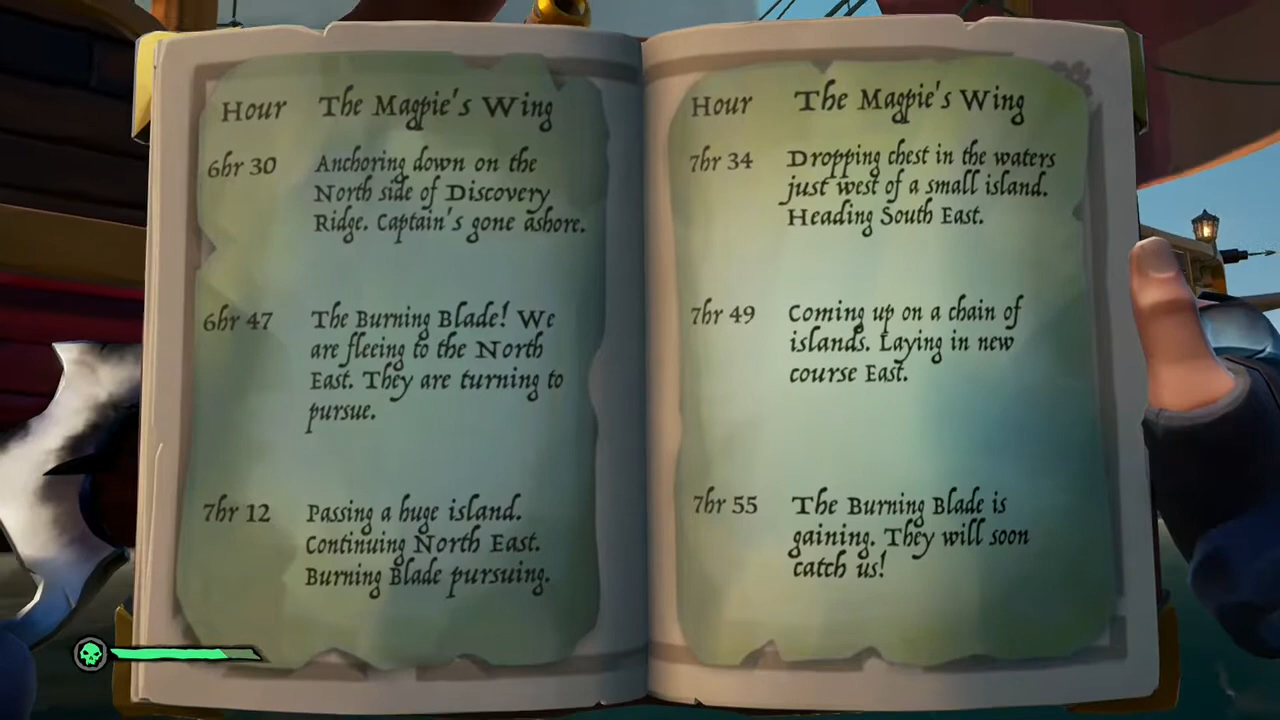 Hour The Magpie's Wing
6hr 30 Anchoring down on the
North side of Discovery
Ridge. Captain's gone ashore.
6hr 47 The Burning Blade! We
are fleeing to the North
East. They are turning to
pursue.
7hr 12 Passing a huge island.
Continuing North East.
Burning Blade pursuing.
Hour The Magpie's Wing
7hr 34 Dropping chest in the waters
just west of a small island.
Heading South East.
7hr 49 Coming up on a chain of
islands. Laying in new
course East.
7hr 55 The Burning Blade is
gaining. They will soon
catch us!